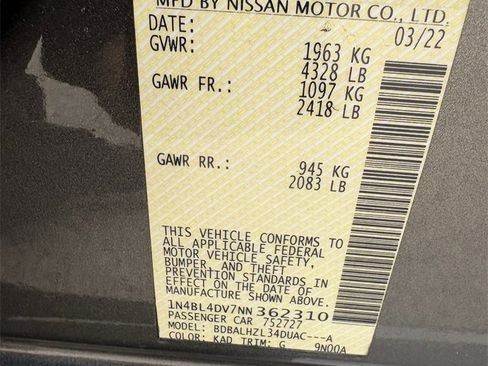 MFD BY NISSAN MOTOR CO., LTD.
DATE: 03/22
GVWR: 1963 KG
4328 LB
GAWR FR.: 1097 KG
2418 LB
GAWR RR.: 945 KG
2083 LB
THIS VEHICLE CONFORMS TO
ALL APPLICABLE FEDERAL
MOTOR VEHICLE SAFETY,
BUMPER, AND THEFT
PREVENTION STANDARDS IN
EFFECT ON THE DATE OF
MANUFACTURE SHOWN ABOVE.
1N4BL4DV7NN362310
PASSENGER CAR 752727
MODEL: BDBALHZL34DUAC---A
COLOR: KAD TRIM: G 9N00A